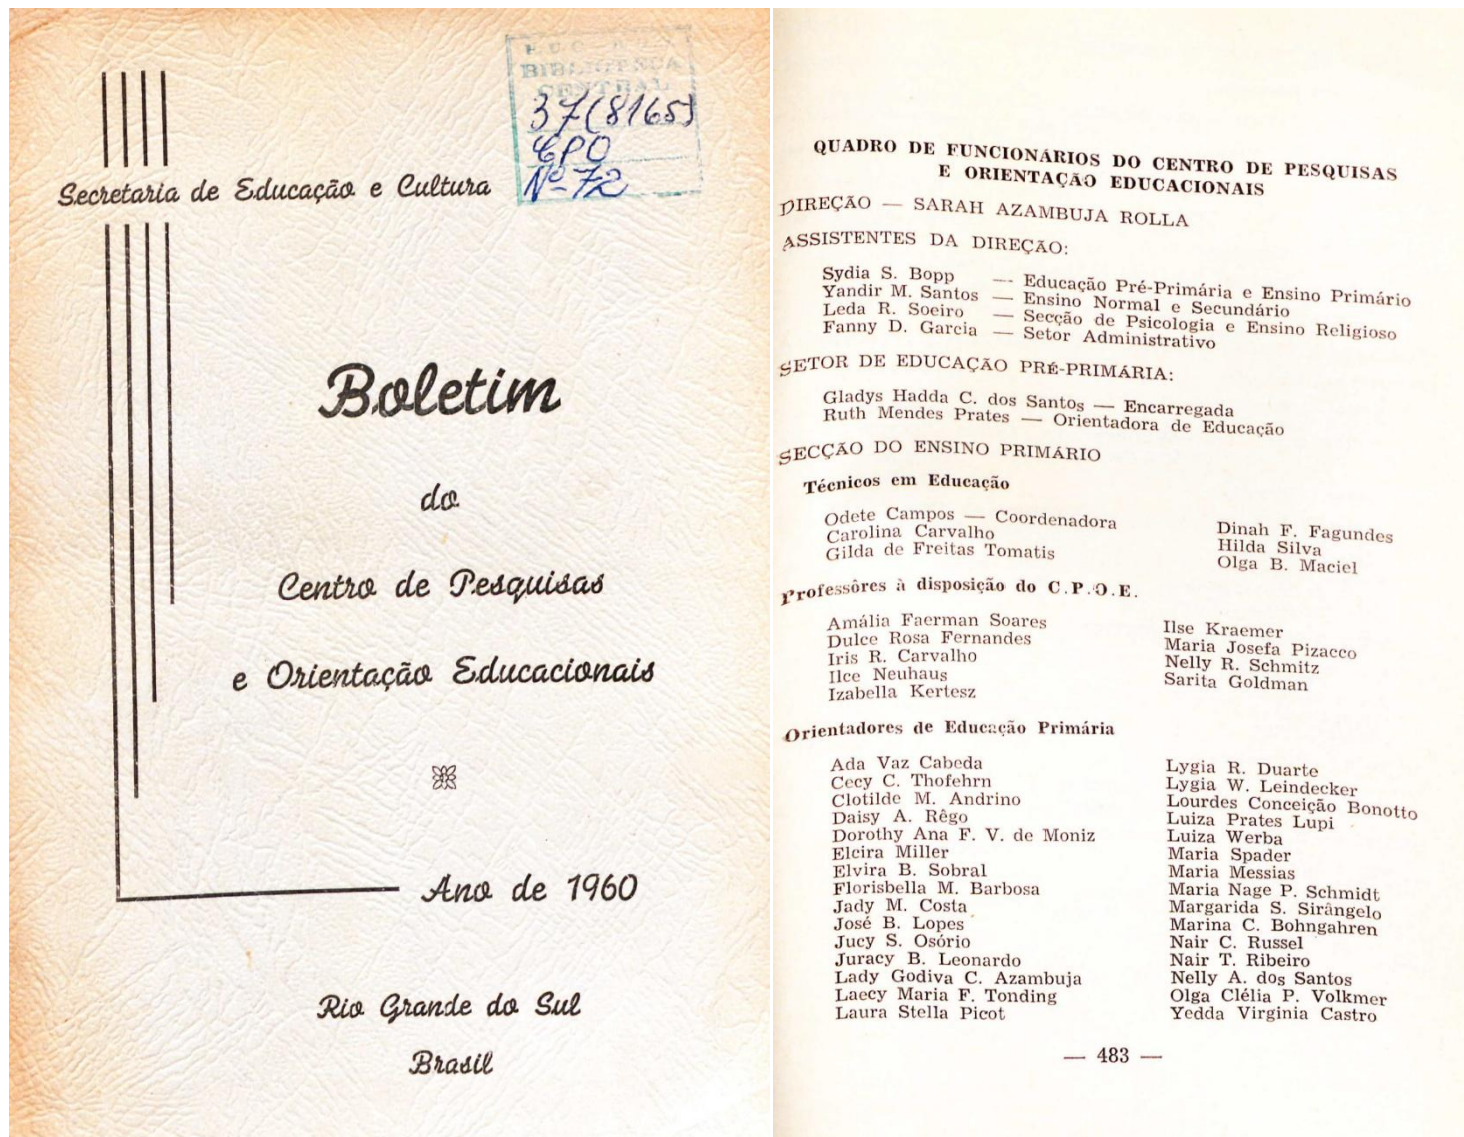 BIBLIOTECA
CENTRAL
37(8165)
CPO
Nº 72
Secretaria de Educação e Cultura
Boletim
do
Centro de Pesquisas
e Orientação Educacionais
Ano de 1960
Rio Grande do Sul
Brasil
QUADRO DE FUNCIONÁRIOS DO CENTRO DE PESQUISAS
E ORIENTAÇÃO EDUCACIONAIS
DIREÇÃO — SARAH AZAMBUJA ROLLA
ASSISTENTES DA DIREÇÃO:
Sydia S. Bopp — Educação Pré-Primária e Ensino Primário
Yandir M. Santos — Ensino Normal e Secundário
Leda R. Soeiro — Secção de Psicologia e Ensino Religioso
Fanny D. Garcia — Setor Administrativo
SETOR DE EDUCAÇÃO PRÉ-PRIMÁRIA:
Gladys Hadda C. dos Santos — Encarregada
Ruth Mendes Prates — Orientadora de Educação
SECÇÃO DO ENSINO PRIMÁRIO
Técnicos em Educação
Odete Campos — Coordenadora
Carolina Carvalho
Gilda de Freitas Tomatis
Dinah F. Fagundes
Hilda Silva
Olga B. Maciel
Professôres à disposição do C.P.O.E.
Amália Faerman Soares
Dulce Rosa Fernandes
Iris R. Carvalho
Ilce Neuhaus
Izabella Kertesz
Ilse Kraemer
Maria Josefa Pizacco
Nelly R. Schmitz
Sarita Goldman
Orientadores de Educação Primária
Ada Vaz Cabeda
Cecy C. Thofehrn
Clotilde M. Andrino
Daisy A. Rêgo
Dorothy Ana F. V. de Moniz
Elcira Miller
Elvira B. Sobral
Florisbella M. Barbosa
Jady M. Costa
José B. Lopes
Jucy S. Osório
Juracy B. Leonardo
Lady Godiva C. Azambuja
Laecy Maria F. Tonding
Laura Stella Picot
Lygia R. Duarte
Lygia W. Leindecker
Lourdes Conceição Bonotto
Luiza Prates Lupi
Luiza Werba
Maria Spader
Maria Messias
Maria Nage P. Schmidt
Margarida S. Sirângelo
Marina C. Bohngahren
Nair C. Russel
Nair T. Ribeiro
Nelly A. dos Santos
Olga Clélia P. Volkmer
Yedda Virginia Castro
— 483 —